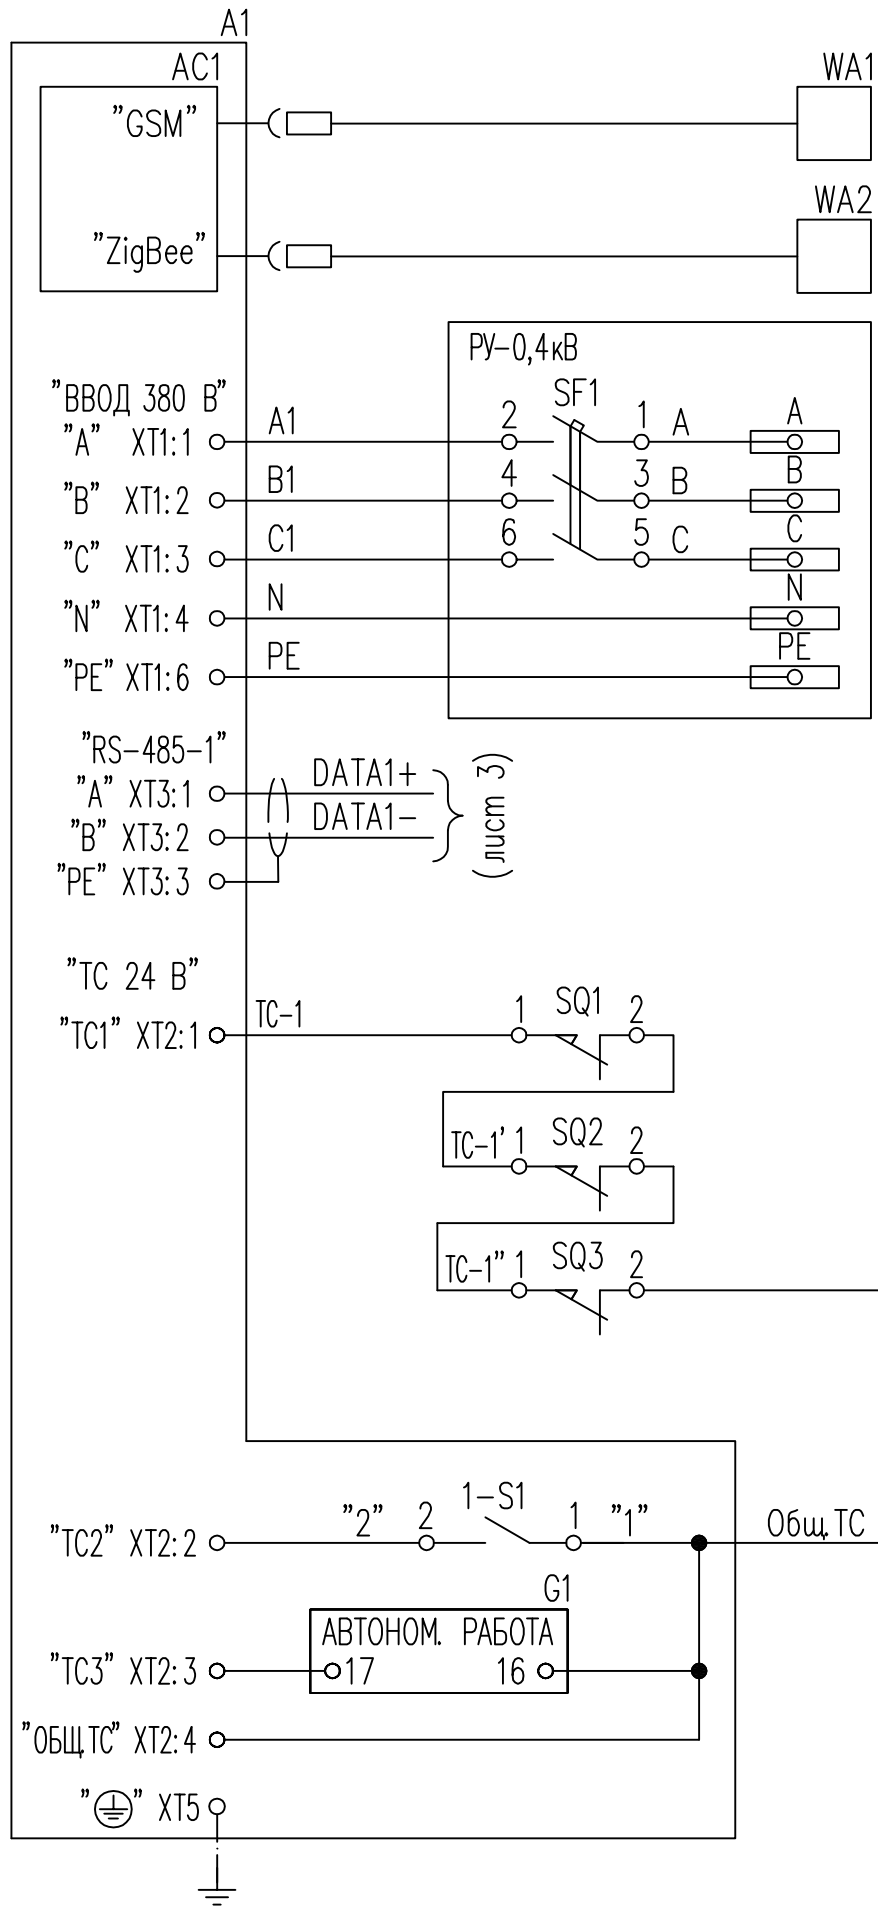 A1
AC1
WA1
"GSM"
WA2
"ZigBee"
РУ-0,4кВ
"ВВОД 380 В"
SF1
"A" XT1:1 A1 2 1 A A
"B" XT1:2 B1 4 3 B B
"C" XT1:3 C1 6 5 C C
"N" XT1:4 N N
"PE" XT1:6 PE PE
"RS-485-1"
"A" XT3:1 DATA1+
"B" XT3:2 DATA1-
(лист 3)
"PE" XT3:3
"ТС 24 В"
"ТС1" XT2:1 ТС-1 1 SQ1 2
ТС-1' 1 SQ2 2
ТС-1" 1 SQ3 2
1-S1
"ТС2" XT2:2 "2" 2 1 "1" Общ.ТС
G1
АВТОНОМ. РАБОТА
"ТС3" XT2:3 17 16
"ОБЩ.ТС" XT2:4
" " XT5